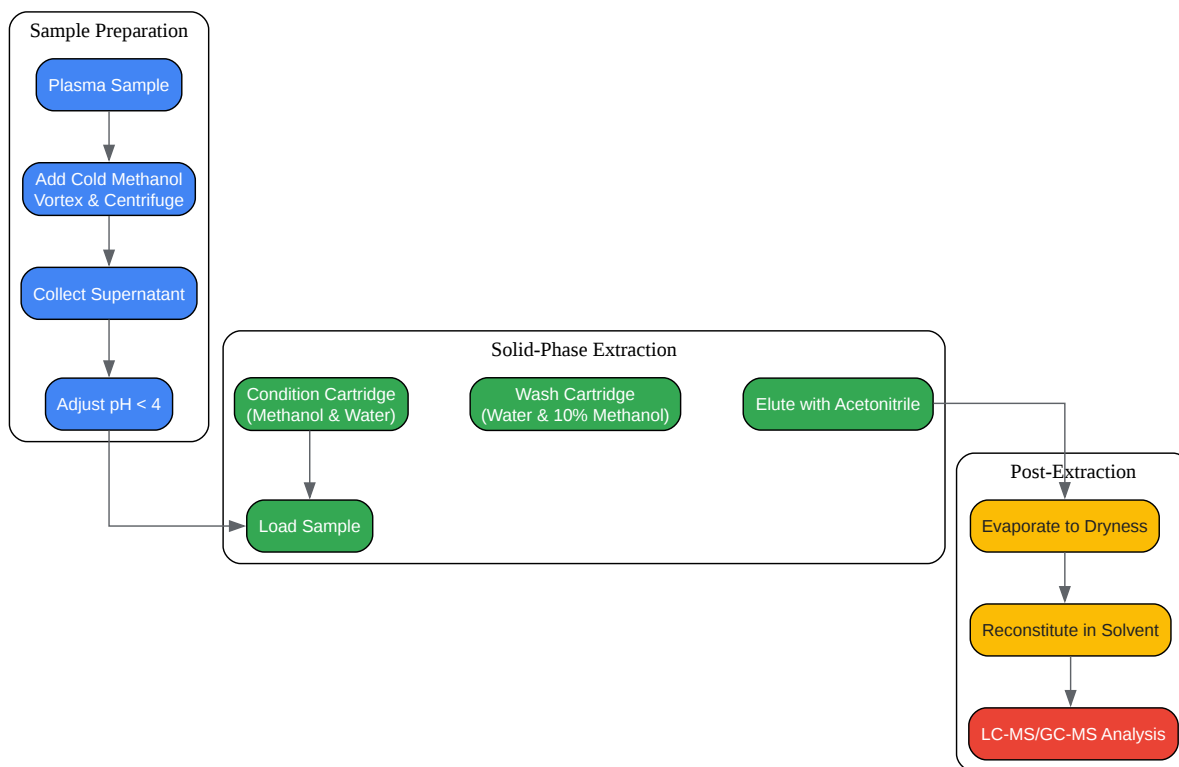 Sample Preparation
Plasma Sample
Add Cold Methanol
Vortex & Centrifuge
Collect Supernatant
Adjust pH < 4
Solid-Phase Extraction
Condition Cartridge
(Methanol & Water)
Wash Cartridge
(Water & 10% Methanol)
Elute with Acetonitrile
Load Sample
Post-Extraction
Evaporate to Dryness
Reconstitute in Solvent
LC-MS/GC-MS Analysis